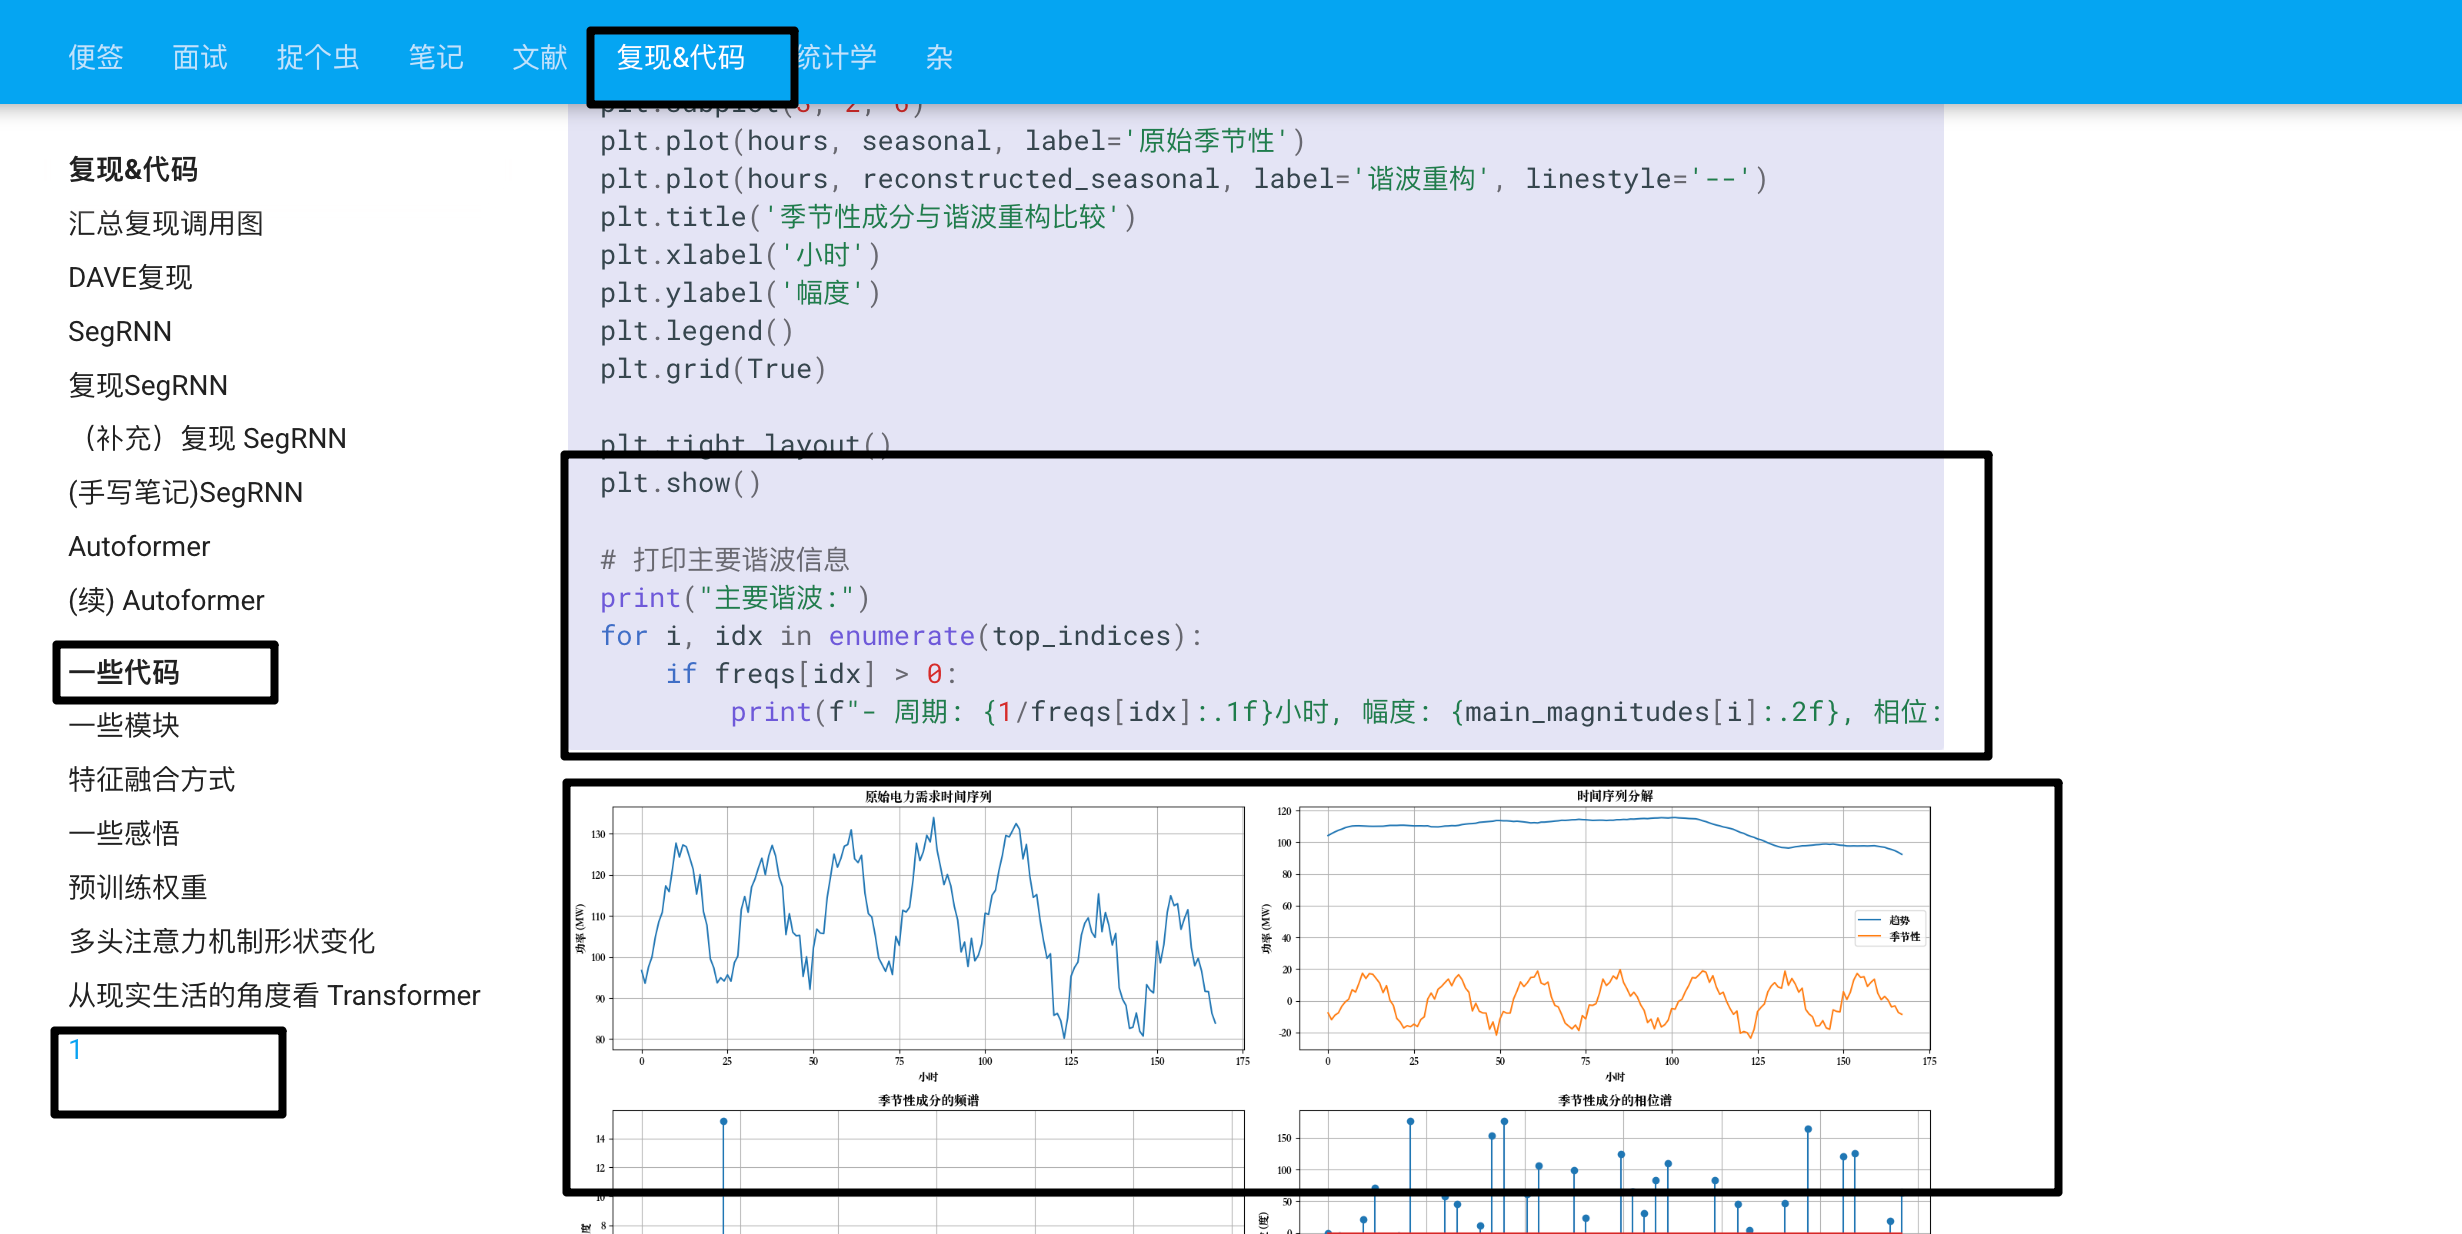 便签 面试 捉个虫 笔记 文献 复现&代码 统计学 杂
复现&代码
汇总复现调用图
DAVE复现
SegRNN
复现SegRNN
（补充）复现 SegRNN
(手写笔记)SegRNN
Autoformer
(续) Autoformer
一些代码
一些模块
特征融合方式
一些感悟
预训练权重
多头注意力机制形状变化
从现实生活的角度看 Transformer
1
plt.subplot(3, 2, 6)
plt.plot(hours, seasonal, label='原始季节性')
plt.plot(hours, reconstructed_seasonal, label='谐波重构', linestyle='--')
plt.title('季节性成分与谐波重构比较')
plt.xlabel('小时')
plt.ylabel('幅度')
plt.legend()
plt.grid(True)
plt.tight_layout()
plt.show()
# 打印主要谐波信息
print("主要谐波:")
for i, idx in enumerate(top_indices):
if freqs[idx] > 0:
print(f"- 周期: {1/freqs[idx]:.1f}小时, 幅度: {main_magnitudes[i]:.2f}, 相位:
原始电力需求时间序列
功率 (MW)
130
120
110
100
90
80
0 25 50 75 100 125 150 175
小时
时间序列分解
功率 (MW)
120
100
80
60
40
20
0
-20
趋势
季节性
0 25 50 75 100 125 150 175
小时
季节性成分的频谱
14
12
10
8
度
季节性成分的相位谱
150
100
50
0
(度)